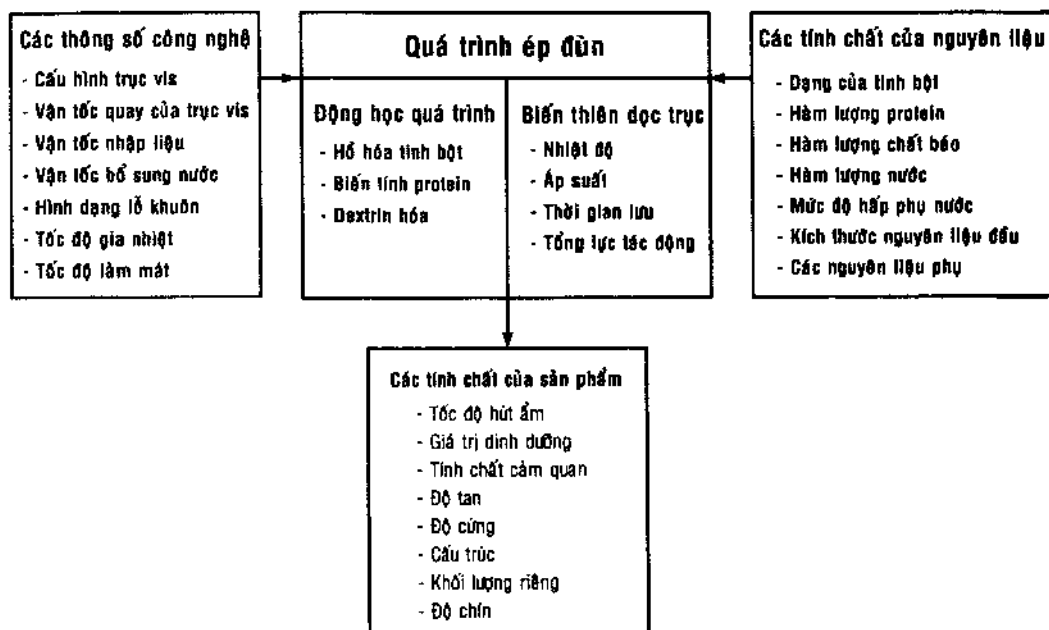 Các thông số công nghệ
- Cấu hình trục vis
- Vận tốc quay của trục vis
- Vận tốc nhập liệu
- Vận tốc bổ sung nước
- Hình dạng lỗ khuôn
- Tốc độ gia nhiệt
- Tốc độ làm mát
Quá trình ép đùn
Động học quá trình
- Hồ hóa tinh bột
- Biến tính protein
- Dextrin hóa
Biến thiên dọc trục
- Nhiệt độ
- Áp suất
- Thời gian lưu
- Tổng lực tác động
Các tính chất của nguyên liệu
- Dạng của tinh bột
- Hàm lượng protein
- Hàm lượng chất béo
- Hàm lượng nước
- Mức độ hấp phụ nước
- Kích thước nguyên liệu đầu
- Các nguyên liệu phụ
Các tính chất của sản phẩm
- Tốc độ hút ẩm
- Giá trị dinh dưỡng
- Tính chất cảm quan
- Độ tan
- Độ cứng
- Cấu trúc
- Khối lượng riêng
- Độ chín